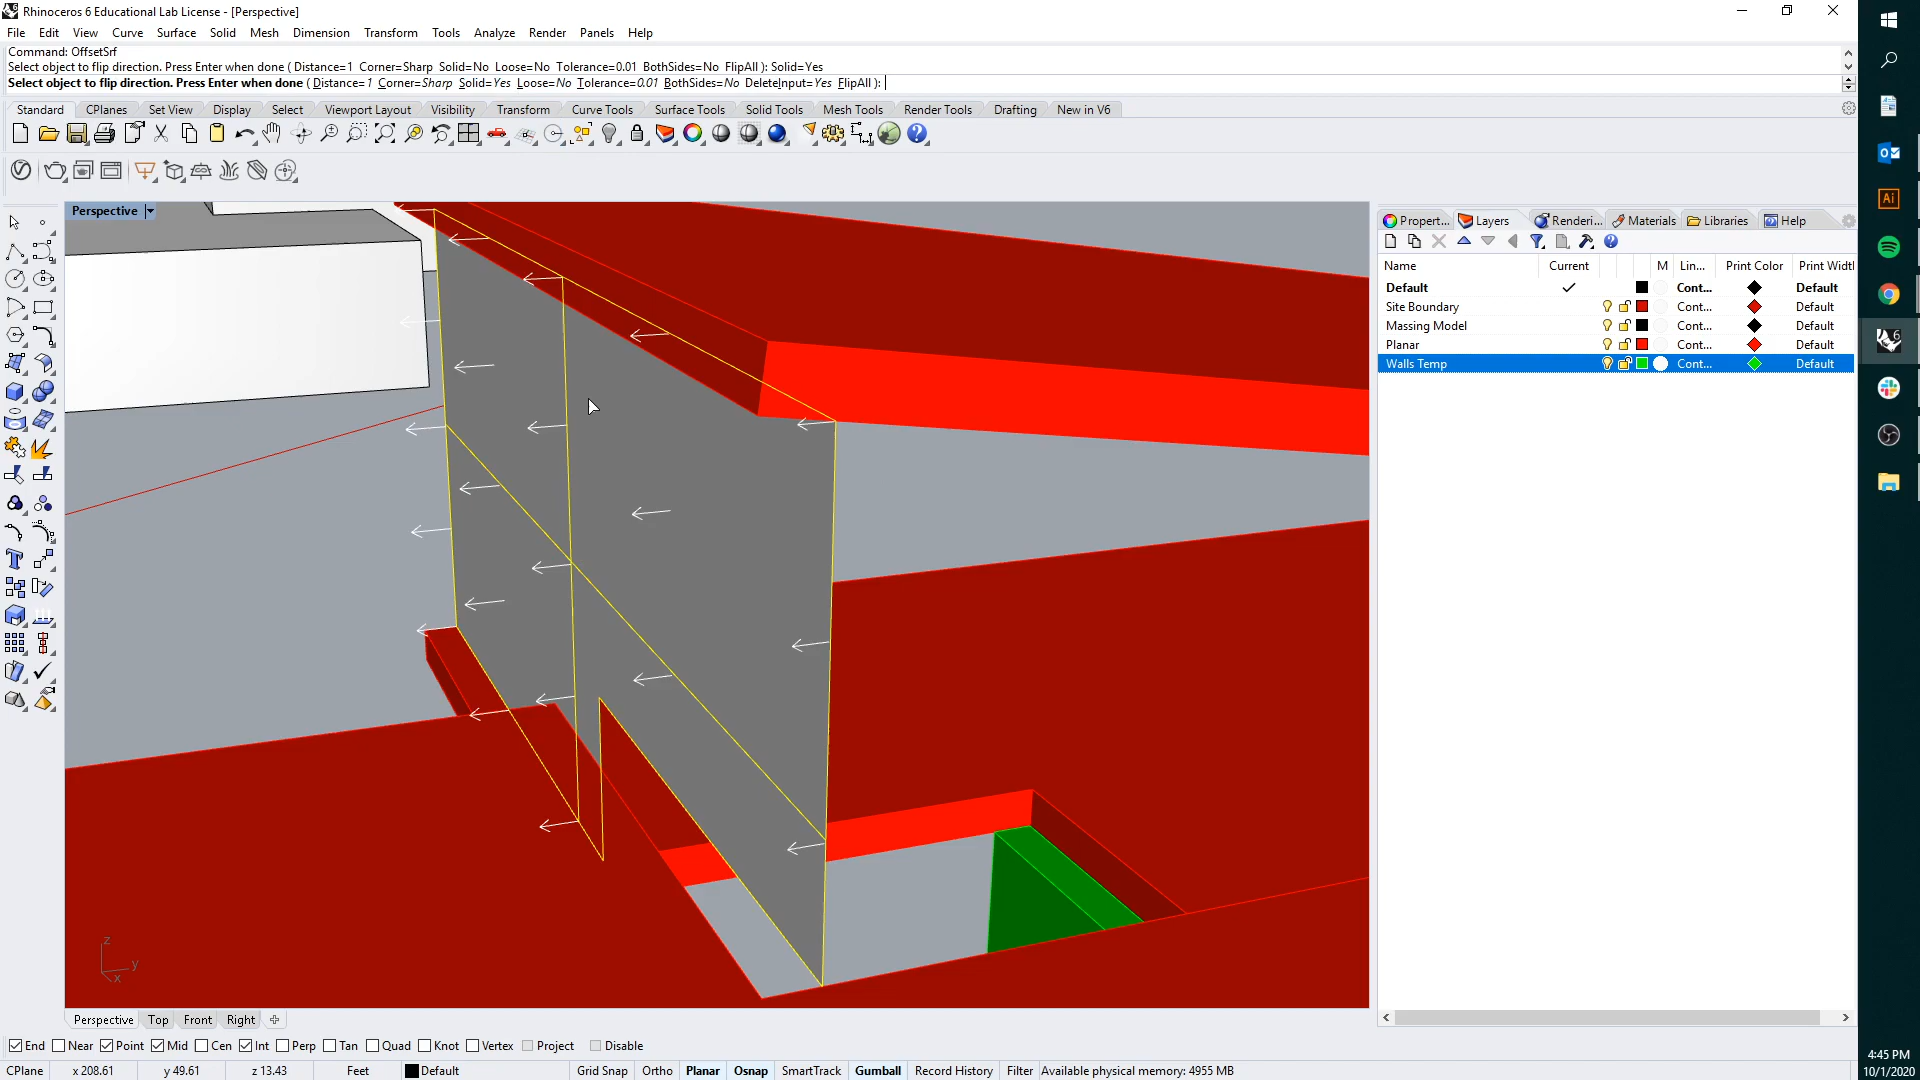 Rhinoceros 6 Educational Lab License - [Perspective]
File Edit View Curve Surface Solid Mesh Dimension Transform Tools Analyze Render Panels Help
Command: OffsetSrf
Select object to flip direction. Press Enter when done ( Distance=1 Corner=Sharp Solid=No Loose=No Tolerance=0.01 BothSides=No FlipAll ): Solid=Yes
Select object to flip direction. Press Enter when done ( Distance=1 Corner=Sharp Solid=Yes Loose=No Tolerance=0.01 BothSides=No DeleteInput=Yes FlipAll ):
Standard CPlanes Set View Display Select Viewport Layout Visibility Transform Curve Tools Surface Tools Solid Tools Mesh Tools Render Tools Drafting New in V6
Perspective
Propert... Layers Renderi... Materials Libraries Help
Name Current M Lin... Print Color Print Width
Default Cont... Default
Site Boundary Cont... Default
Massing Model Cont... Default
Planar Cont... Default
Walls Temp Cont... Default
z
y
x
Perspective Top Front Right
End Near Point Mid Cen Int Perp Tan Quad Knot Vertex Project Disable
CPlane x 208.61 y 49.61 z 13.43 Feet Default Grid Snap Ortho Planar Osnap SmartTrack Gumball Record History Filter Available physical memory: 4955 MB
4:45 PM
10/1/2020